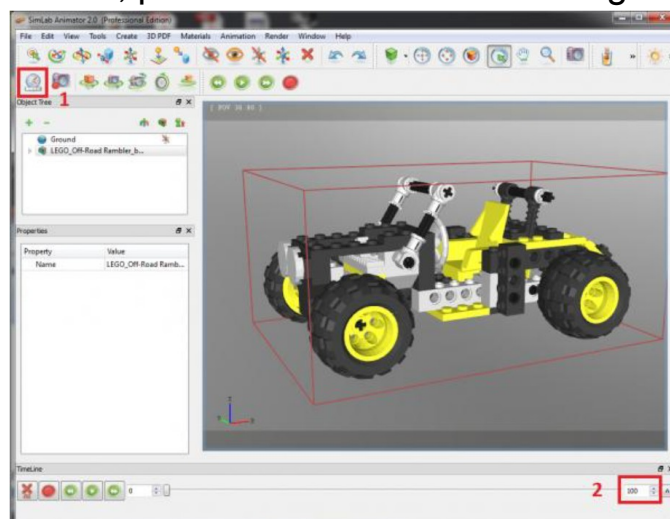 SimLab Animator 2.0 (Professional Edition)
File Edit View Tools Create 3D PDF Materials Animation Render Window Help
1
Object Tree
Ground
LEGO_Off-Road Rambler_b...
Properties
Property Value
Name LEGO_Off-Road Ramb...
TimeLine
0
2
100